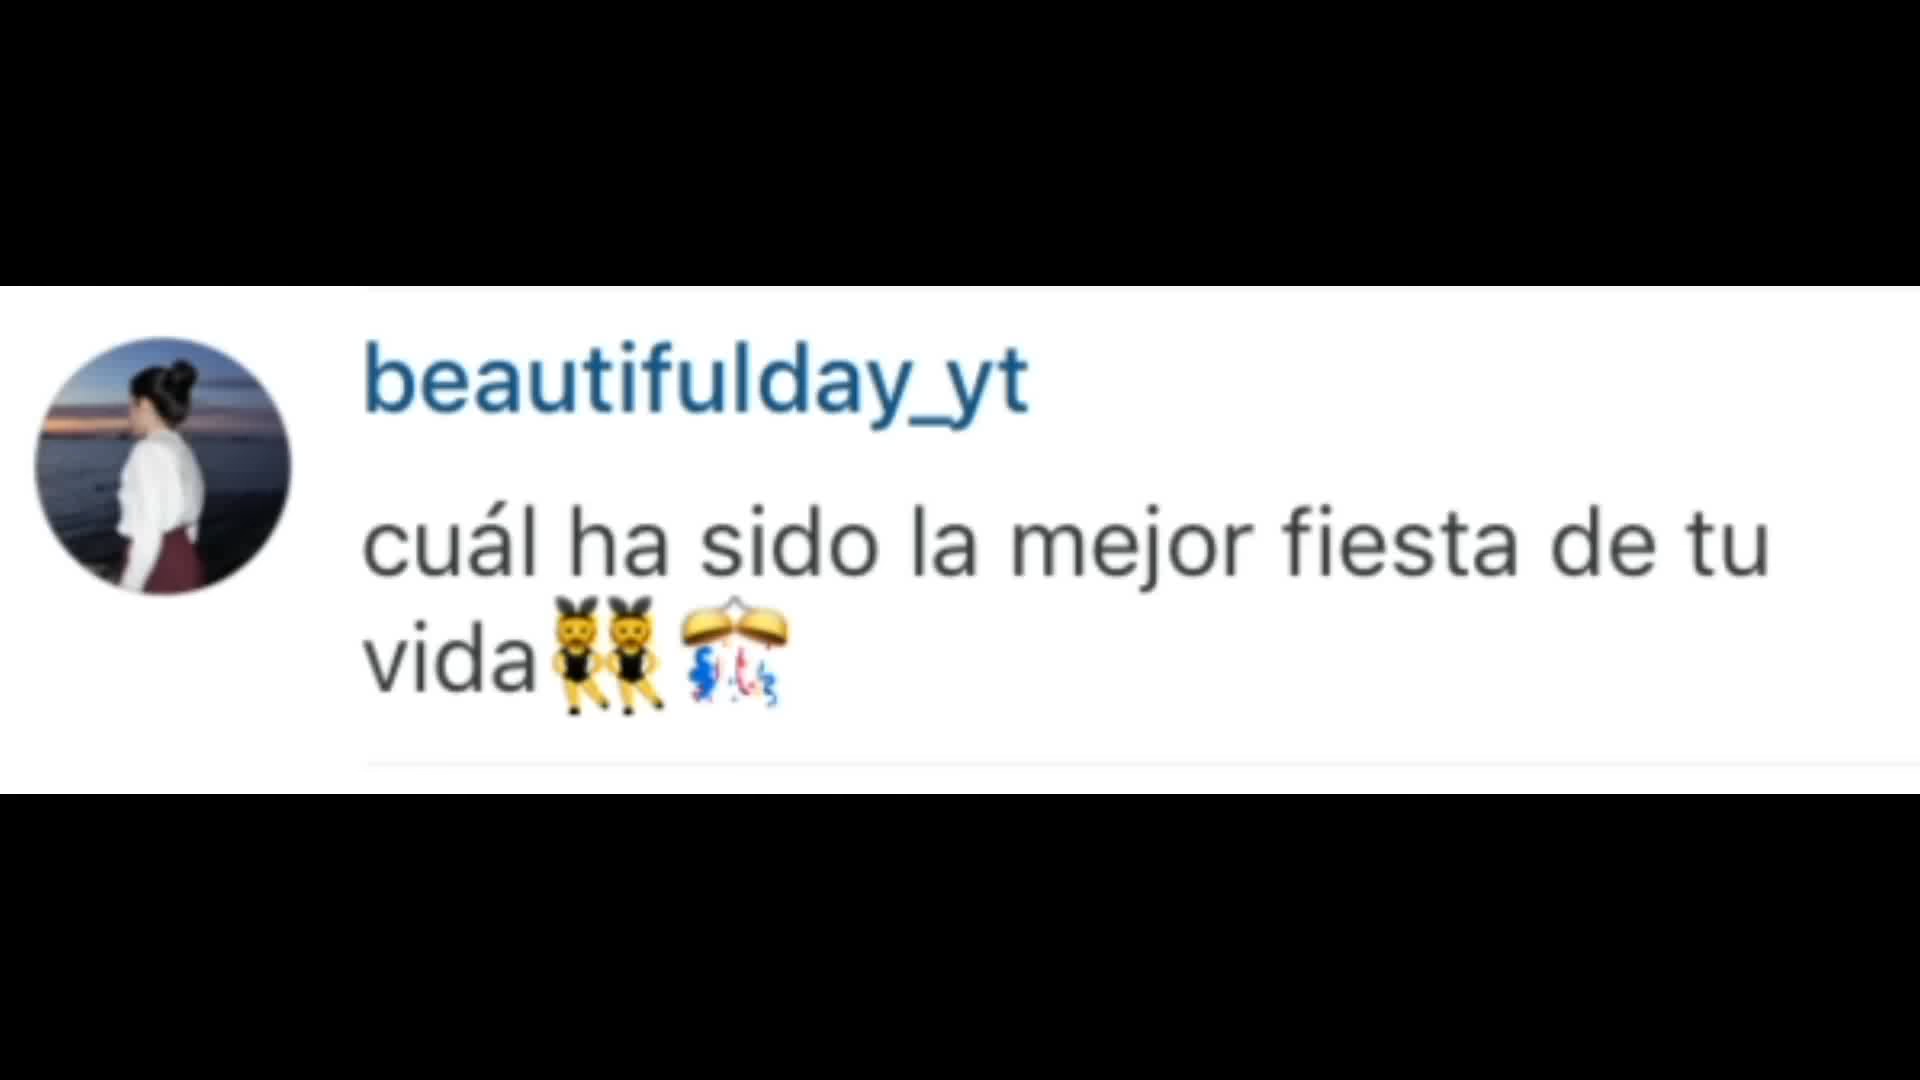 beautifulday_yt
cuál ha sido la mejor fiesta de tu
vida👯🎊